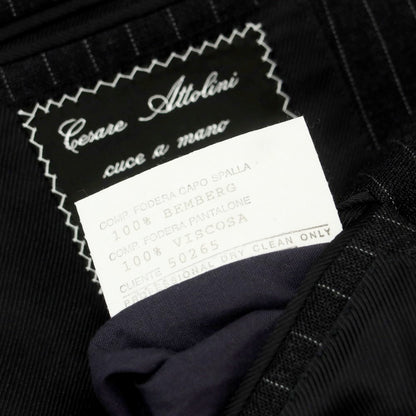 Cesare Attolini
cuce a mano
COMP. FODERA CAPO SPALLA
100% BEMBERG
COMP. FODERA PANTALONE
100% VISCOSA
CLIENTE 50265
PROFESSIONAL DRY CLEAN ONLY